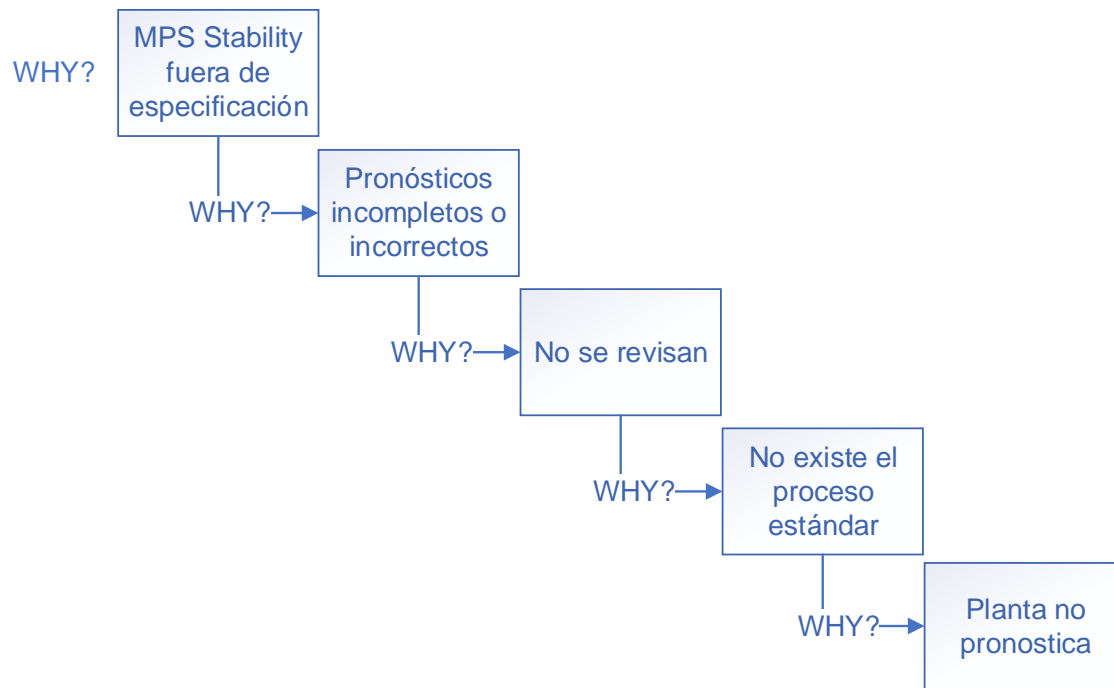 WHY?
MPS Stability
fuera de
especificación
WHY?
Pronósticos
incompletos o
incorrectos
WHY?
No se revisan
WHY?
No existe el
proceso
estándar
WHY?
Planta no
pronostica